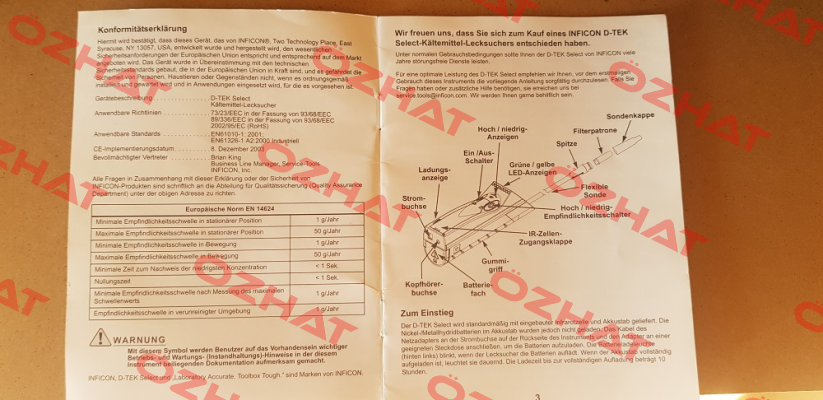 Konformitätserklärung
Hiermit wird bestätigt, dass dieses Gerät, das von INFICON®, Two Technology Place, East
Syracuse, NY 13057, USA, entwickelt wurde und hergestellt wird, den wesentlichen
Sicherheitsanforderungen der Europäischen Union entspricht und entsprechend auf dem Markt
angeboten wird. Das Gerät wurde in Übereinstimmung mit den technischen
Sicherheitsstandards gebaut, die in der Europäischen Union in Kraft sind, und es gefährdet die
Sicherheit von Personen, Haustieren oder Gegenständen nicht, wenn es ordnungsgemäß
installiert und gewartet wird und in Anwendungen eingesetzt wird, für die es vorgesehen ist.
Gerätebeschreibung D-TEK Select
Kältemittel-Lecksucher
Anwendbare Richtlinien 73/23/EEC in der Fassung von 93/68/EEC
89/336/EEC in der Fassung von 93/68/EEC
2002/95/EC (RoHS)
Anwendbare Standards EN61010-1: 2001;
EN61326-1 A2:2000 Industriell
CE-Implementierungsdatum 8. Dezember 2003
Bevollmächtigter Vertreter Brian King
Business Line Manager, Service-Tools
INFICON, Inc.
Alle Fragen in Zusammenhang mit dieser Erklärung oder der Sicherheit von
INFICON-Produkten sind schriftlich an die Abteilung für Qualitätssicherung (Quality Assurance
Department) unter der obigen Adresse zu richten.
Europäische Norm EN 14624
Minimale Empfindlichkeitsschwelle in stationärer Position 1 g/Jahr
Maximale Empfindlichkeitsschwelle in stationärer Position 50 g/Jahr
Minimale Empfindlichkeitsschwelle in Bewegung 1 g/Jahr
Maximale Empfindlichkeitsschwelle in Bewegung 50 g/Jahr
Minimale Zeit zum Nachweis der niedrigsten Konzentration < 1 Sek.
Nullungszeit < 1 Sek.
Minimale Empfindlichkeitsschwelle nach Messung des maximalen
Schwellenwerts 1 g/Jahr
Empfindlichkeitsschwelle in verunreinigter Umgebung 1 g/Jahr
WARNUNG
Mit diesem Symbol werden Benutzer auf das Vorhandensein wichtiger
Betriebs- und Wartungs- (Instandhaltungs)-Hinweise in der diesem
Instrument beiliegenden Dokumentation aufmerksam gemacht.
INFICON, D-TEK Select und „Laboratory Accurate. Toolbox Tough.“ sind Marken von INFICON.
Wir freuen uns, dass Sie sich zum Kauf eines INFICON D-TEK
Select-Kältemittel-Lecksuchers entschieden haben.
Unter normalen Gebrauchsbedingungen sollte Ihnen der D-TEK Select von INFICON viele
Jahre störungsfreie Dienste leisten.
Für eine optimale Leistung des D-TEK Select empfehlen wir Ihnen, vor dem erstmaligen
Gebrauch dieses Instruments die vorliegende Anleitung sorgfältig durchzulesen. Falls Sie
Fragen haben oder zusätzliche Hilfe benötigen, sie erreichen uns bei
service.tools@inficon.com. Wir werden Ihnen gerne behilflich sein.
Sondenkappe
Filterpatrone
Spitze
Hoch / niedrig-
Anzeigen
Ein /Aus-
Schalter
Grüne / gelbe
LED-Anzeigen
Ladungs-
anzeige
Flexible
Sonde
Strom-
buchse
Hoch / niedrig-
Empfindlichkeitsschalter
IR-Zellen-
Zugangsklappe
Gummi-
griff
Kopfhörer-
buchse
Batterie-
fach
Zum Einstieg
Der D-TEK Select wird standardmäßig mit eingebauter Infrarotzelle und Akkustab geliefert. Die
Nickel-/Metallhydridbatterien im Akkustab wurden jedoch nicht geladen. Das Kabel des
Netzadapters an der Strombuchse auf der Rückseite des Instruments und den Adapter an einer
geeigneten Steckdose anschließen, um die Batterien aufzuladen. Die Batterieladeleuchte
(hinten links) blinkt, wenn der Lecksucher die Batterien auflädt. Wenn der Akkustab vollständig
aufgeladen ist, leuchtet sie dauernd. Die Ladezeit bis zur vollständigen Aufladung beträgt 10
Stunden.
3
ÖZHAT
ÖZHAT
ÖZHAT
ÖZHAT
ÖZHAT
ÖZHAT
ÖZHAT
ÖZHAT
ÖZHAT